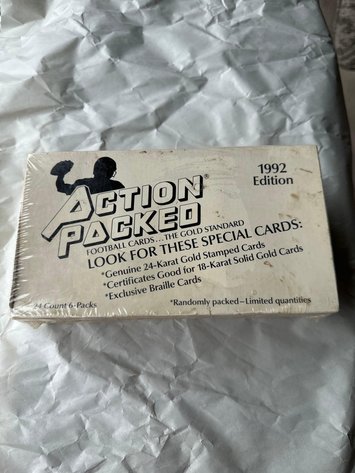 ACTION®
PACKED
1992
Edition
FOOTBALL CARDS...THE GOLD STANDARD
LOOK FOR THESE SPECIAL CARDS:
*Genuine 24-Karat Gold Stamped Cards
*Certificates Good for 18-Karat Solid Gold Cards
*Exclusive Braille Cards
24 Count 6-Packs
*Randomly packed—Limited quantities